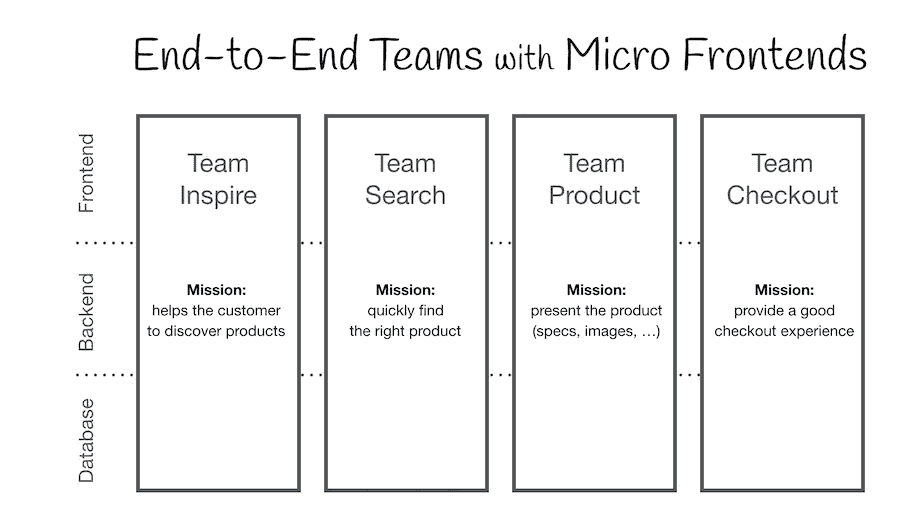 End-to-End Teams with Micro Frontends
Frontend
Backend
Database
Team
Inspire
Mission:
helps the customer
to discover products
Team
Search
Mission:
quickly find
the right product
Team
Product
Mission:
present the product
(specs, images, …)
Team
Checkout
Mission:
provide a good
checkout experience